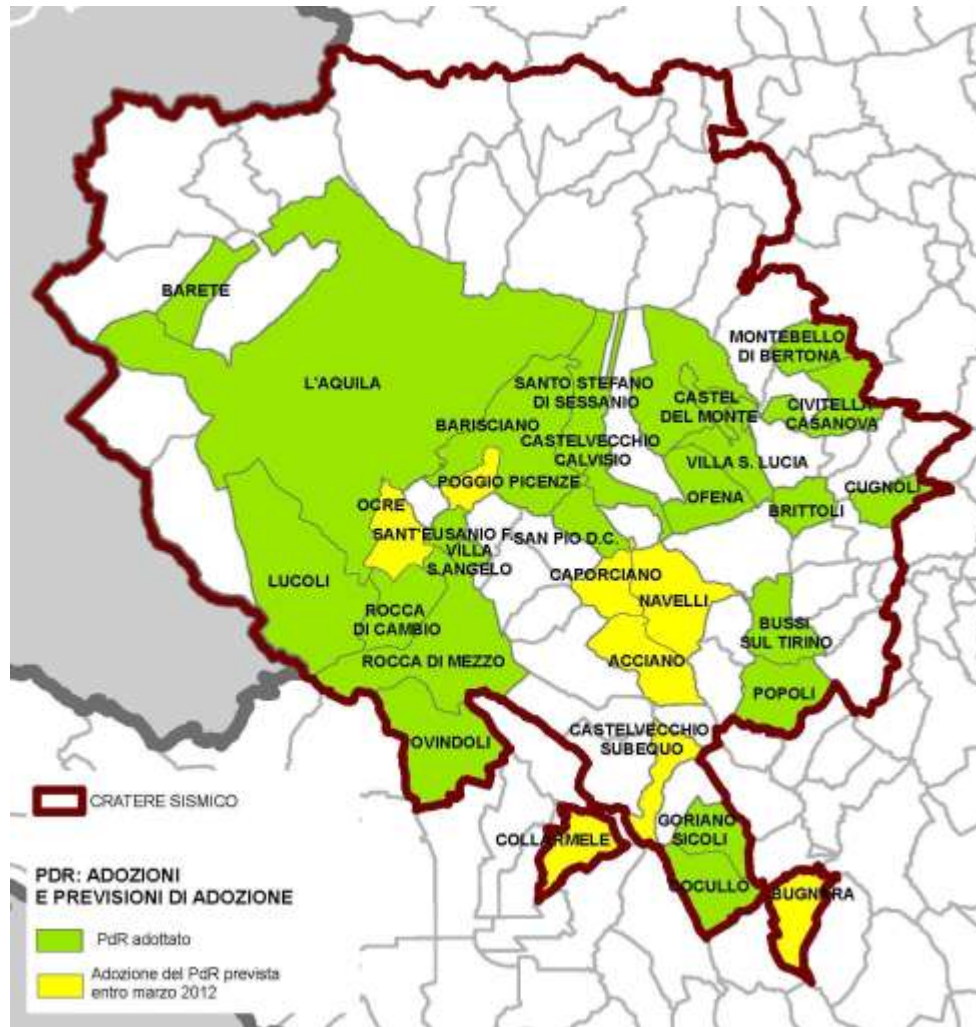 BARETE
MONTEBELLO
DI BERTONA
L'AQUILA
SANTO STEFANO
DI SESSANIO
CASTEL
DEL MONTE
CIVITELLA
CASANOVA
BARISCIANO
CASTELVECCHIO
CALVISIO
VILLA S. LUCIA
POGGIO PICENZE
CUGNOLI
OCRE
OFENA
BRITTOLI
SANT'EUSANIO F.
SAN PIO D.C.
VILLA
S.ANGELO
LUCOLI
CAPORCIANO
NAVELLI
ROCCA
DI CAMBIO
BUSSI
SUL TIRINO
ROCCA DI MEZZO
ACCIANO
POPOLI
CASTELVECCHIO
SUBEQUO
OVINDOLI
CRATERE SISMICO
GORIANO
SICOLI
COLLARMELE
COCULLO
BUGNARA
PDR: ADOZIONI
E PREVISIONI DI ADOZIONE
PdR adottato
Adozione del PdR prevista
entro marzo 2012